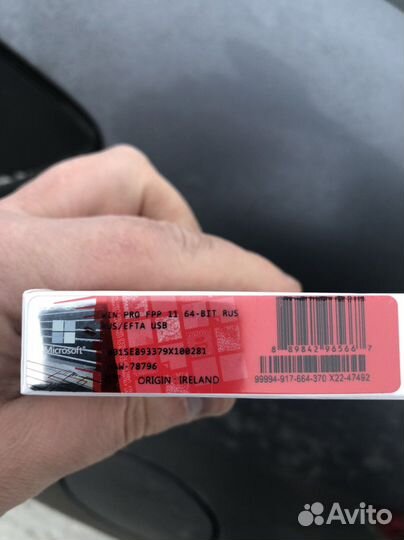 WIN PRO FPP 11 64-BIT RUS
RUS/EFTA USB
Microsoft®
ORIGIN: IRELAND
8 89842 96566 7
99994-917-664-370 X22-47492
Avito